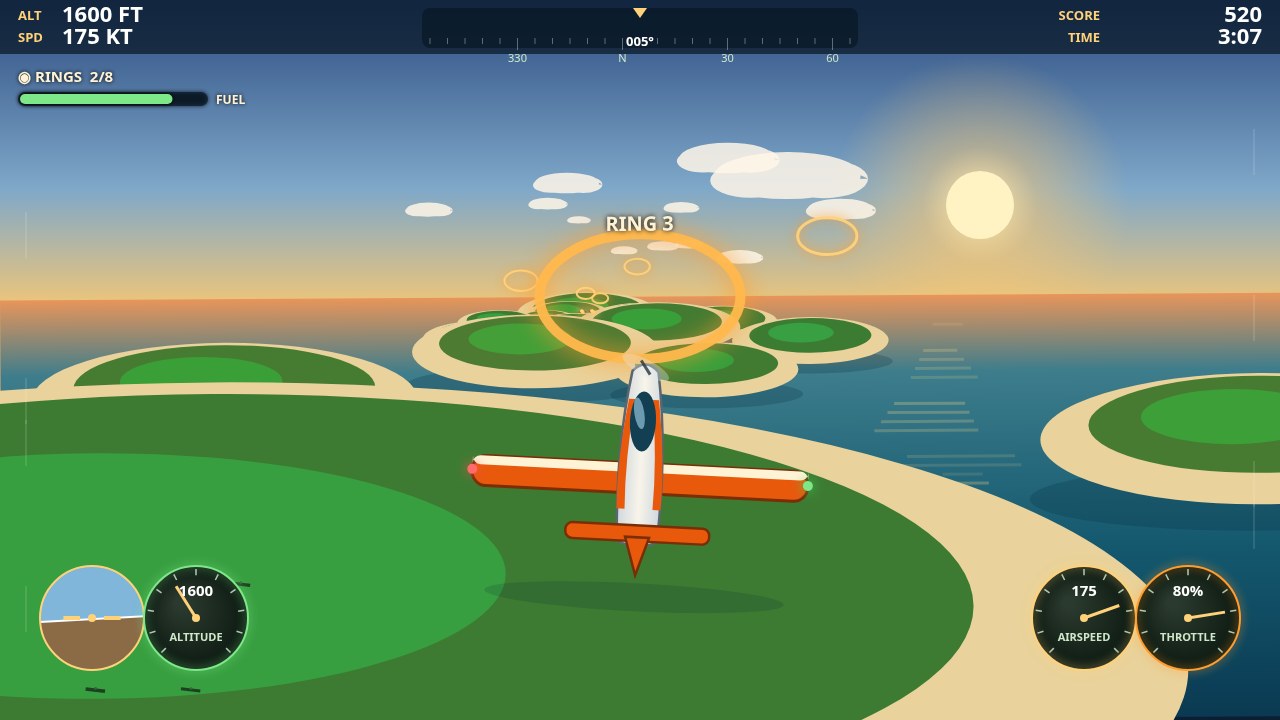 ALT 1600 FT
SPD 175 KT
005°
330 N 30 60
SCORE 520
TIME 3:07
◉ RINGS 2/8
FUEL
RING 3
1600
ALTITUDE
175
AIRSPEED
80%
THROTTLE